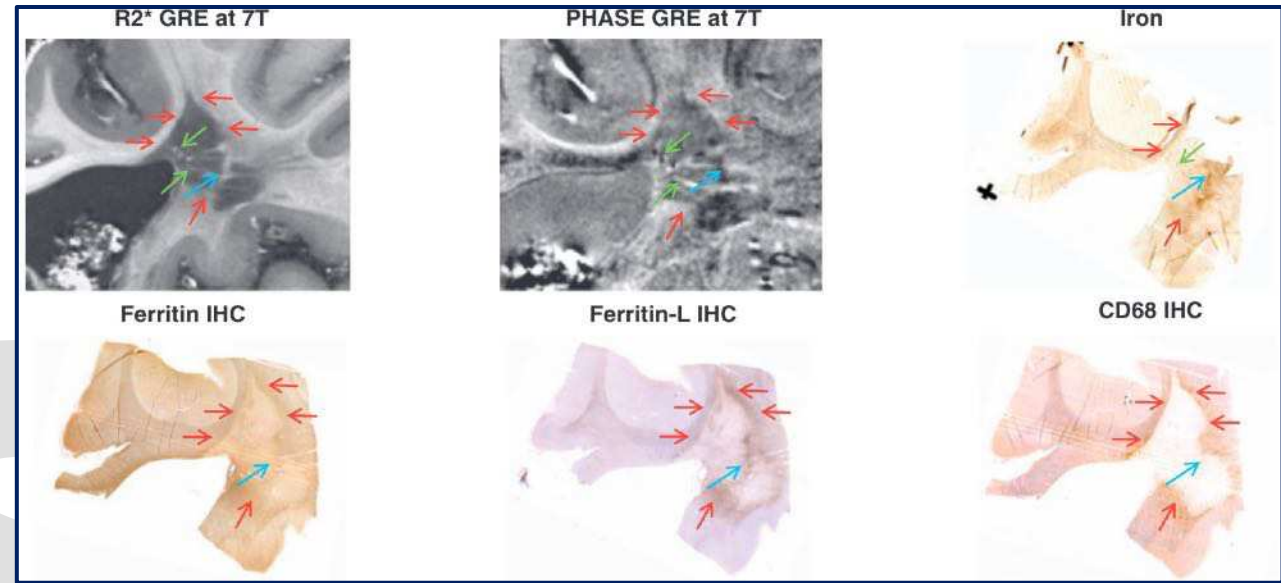 R2* GRE at 7T
PHASE GRE at 7T
Iron
Ferritin IHC
Ferritin-L IHC
CD68 IHC